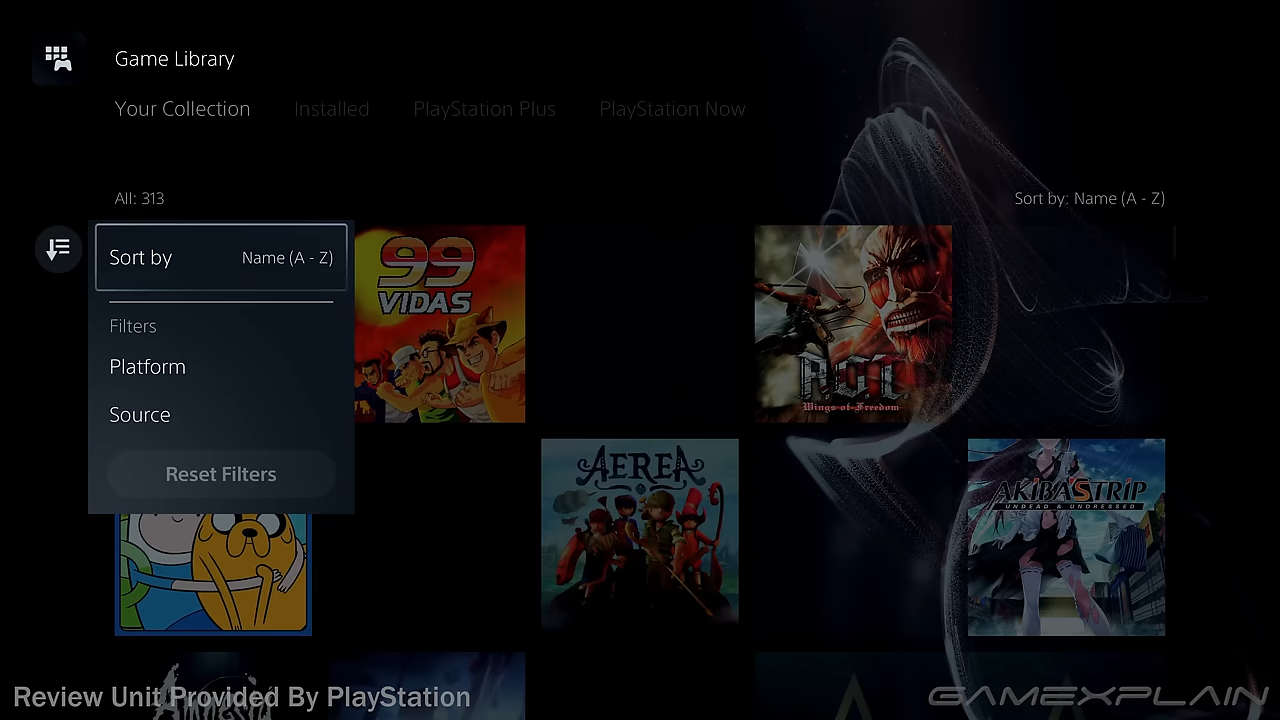 Game Library
Your Collection Installed PlayStation Plus PlayStation Now
All: 313 Sort by: Name (A - Z)
Sort by Name (A - Z)
Filters
Platform
Source
Reset Filters
99
VIDAS
A.O.T.
Wings of Freedom
AEREA
AKIBA'S TRIP
UNDEAD & UNDRESSED
Amnesia
Review Unit Provided By PlayStation
GAMEXPLAIN